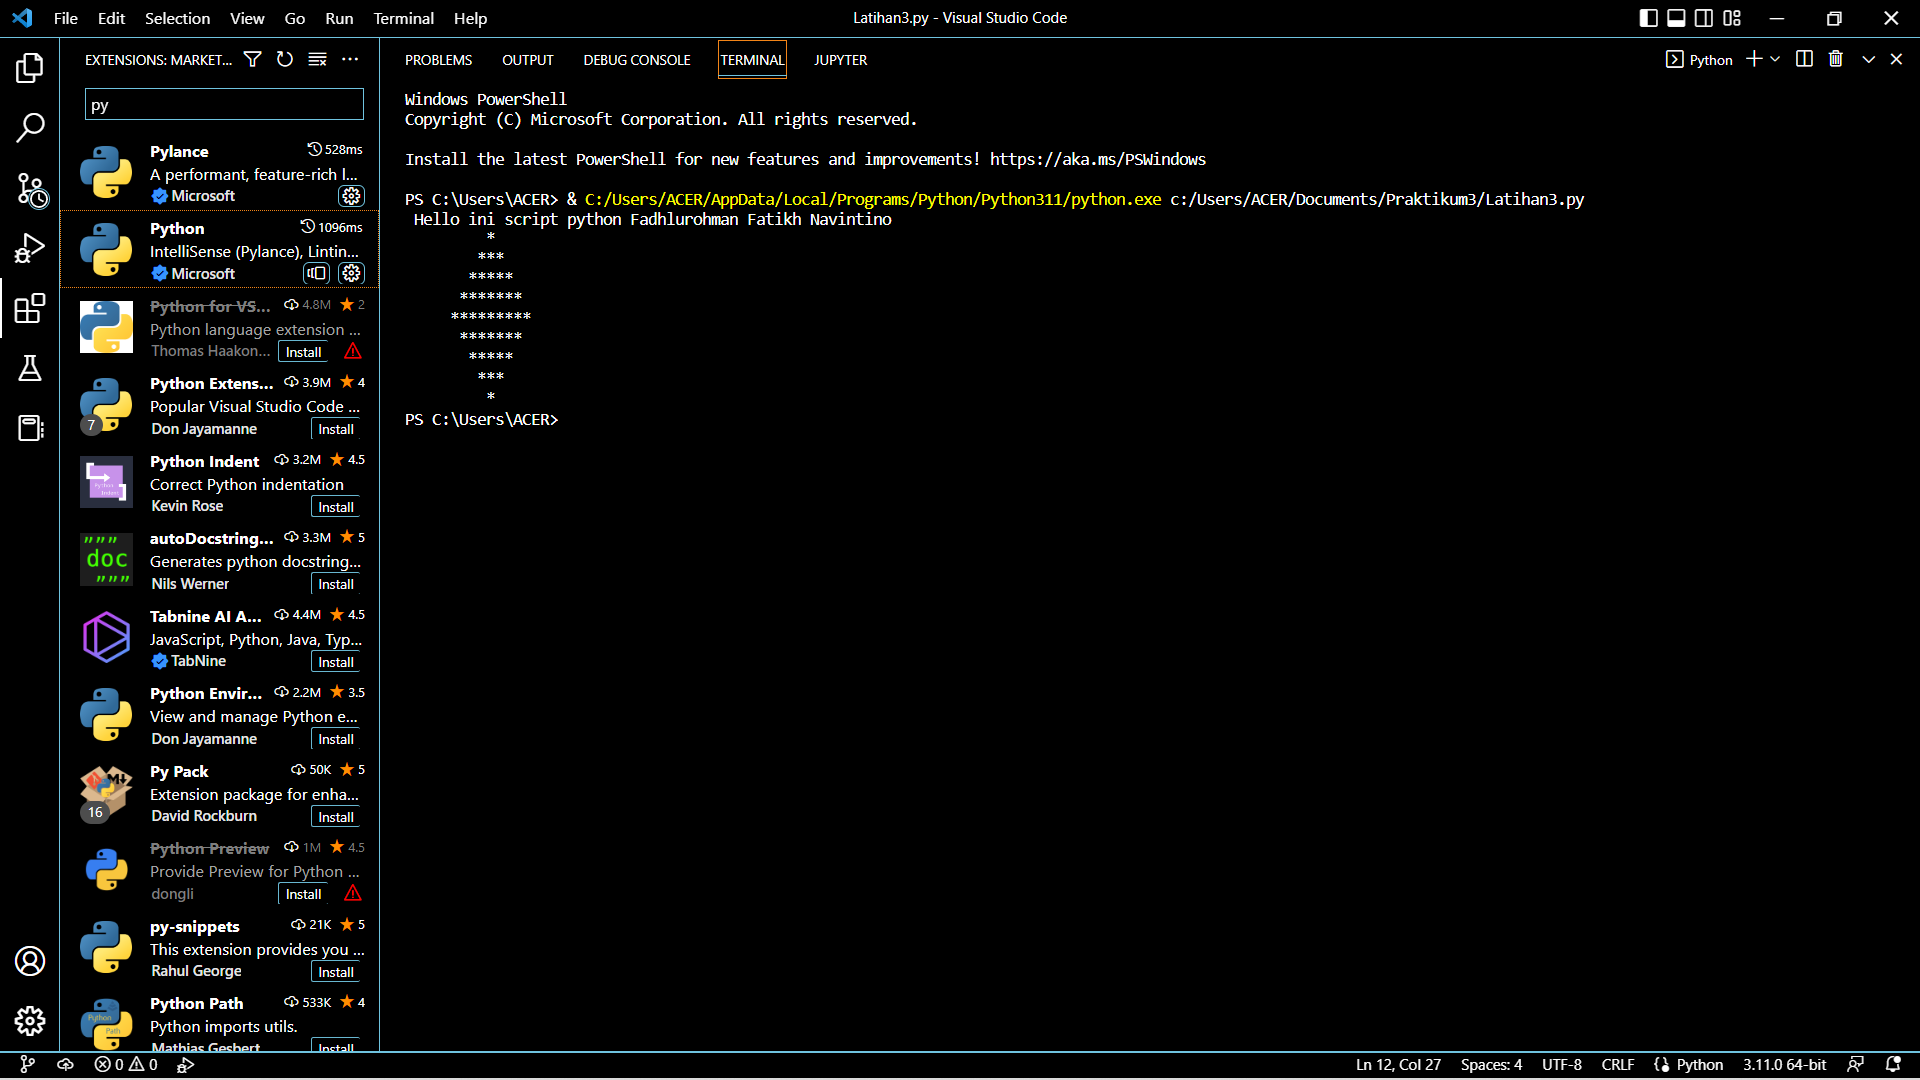 File Edit Selection View Go Run Terminal Help
Latihan3.py - Visual Studio Code
EXTENSIONS: MARKET...
py
Pylance 528ms
A performant, feature-rich l...
Microsoft
Python 1096ms
IntelliSense (Pylance), Lintin...
Microsoft
Python for VS... 4.8M 2
Python language extension ...
Thomas Haakon... Install
Python Extens... 3.9M 4
Popular Visual Studio Code ...
7
Don Jayamanne Install
Python Indent 3.2M 4.5
Correct Python indentation
Kevin Rose Install
autoDocstring... 3.3M 5
""" doc """
Generates python docstring...
Nils Werner Install
Tabnine AI A... 4.4M 4.5
JavaScript, Python, Java, Typ...
TabNine Install
Python Envir... 2.2M 3.5
View and manage Python e...
Don Jayamanne Install
Py Pack 50K 5
Extension package for enha...
16
David Rockburn Install
Python Preview 1M 4.5
Provide Preview for Python ...
dongli Install
py-snippets 21K 5
This extension provides you ...
Rahul George Install
Python Path 533K 4
Python imports utils.
Mathias Gesbert Install
PROBLEMS OUTPUT DEBUG CONSOLE TERMINAL JUPYTER
Python
Windows PowerShell
Copyright (C) Microsoft Corporation. All rights reserved.
Install the latest PowerShell for new features and improvements! https://aka.ms/PSWindows
PS C:\Users\ACER> & C:/Users/ACER/AppData/Local/Programs/Python/Python311/python.exe c:/Users/ACER/Documents/Praktikum3/Latihan3.py
Hello ini script python Fadhlurohman Fatikh Navintino
*
***
*****
*******
*********
*******
*****
***
*
PS C:\Users\ACER>
0 0
Ln 12, Col 27 Spaces: 4 UTF-8 CRLF Python 3.11.0 64-bit